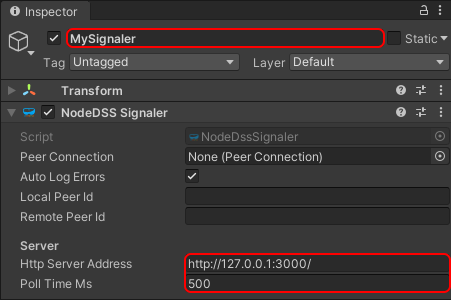 Inspector
MySignaler
Static
Tag Untagged Layer Default
Transform
NodeDSS Signaler
Script NodeDssSignaler
Peer Connection None (Peer Connection)
Auto Log Errors
Local Peer Id
Remote Peer Id
Server
Http Server Address http://127.0.0.1:3000/
Poll Time Ms 500